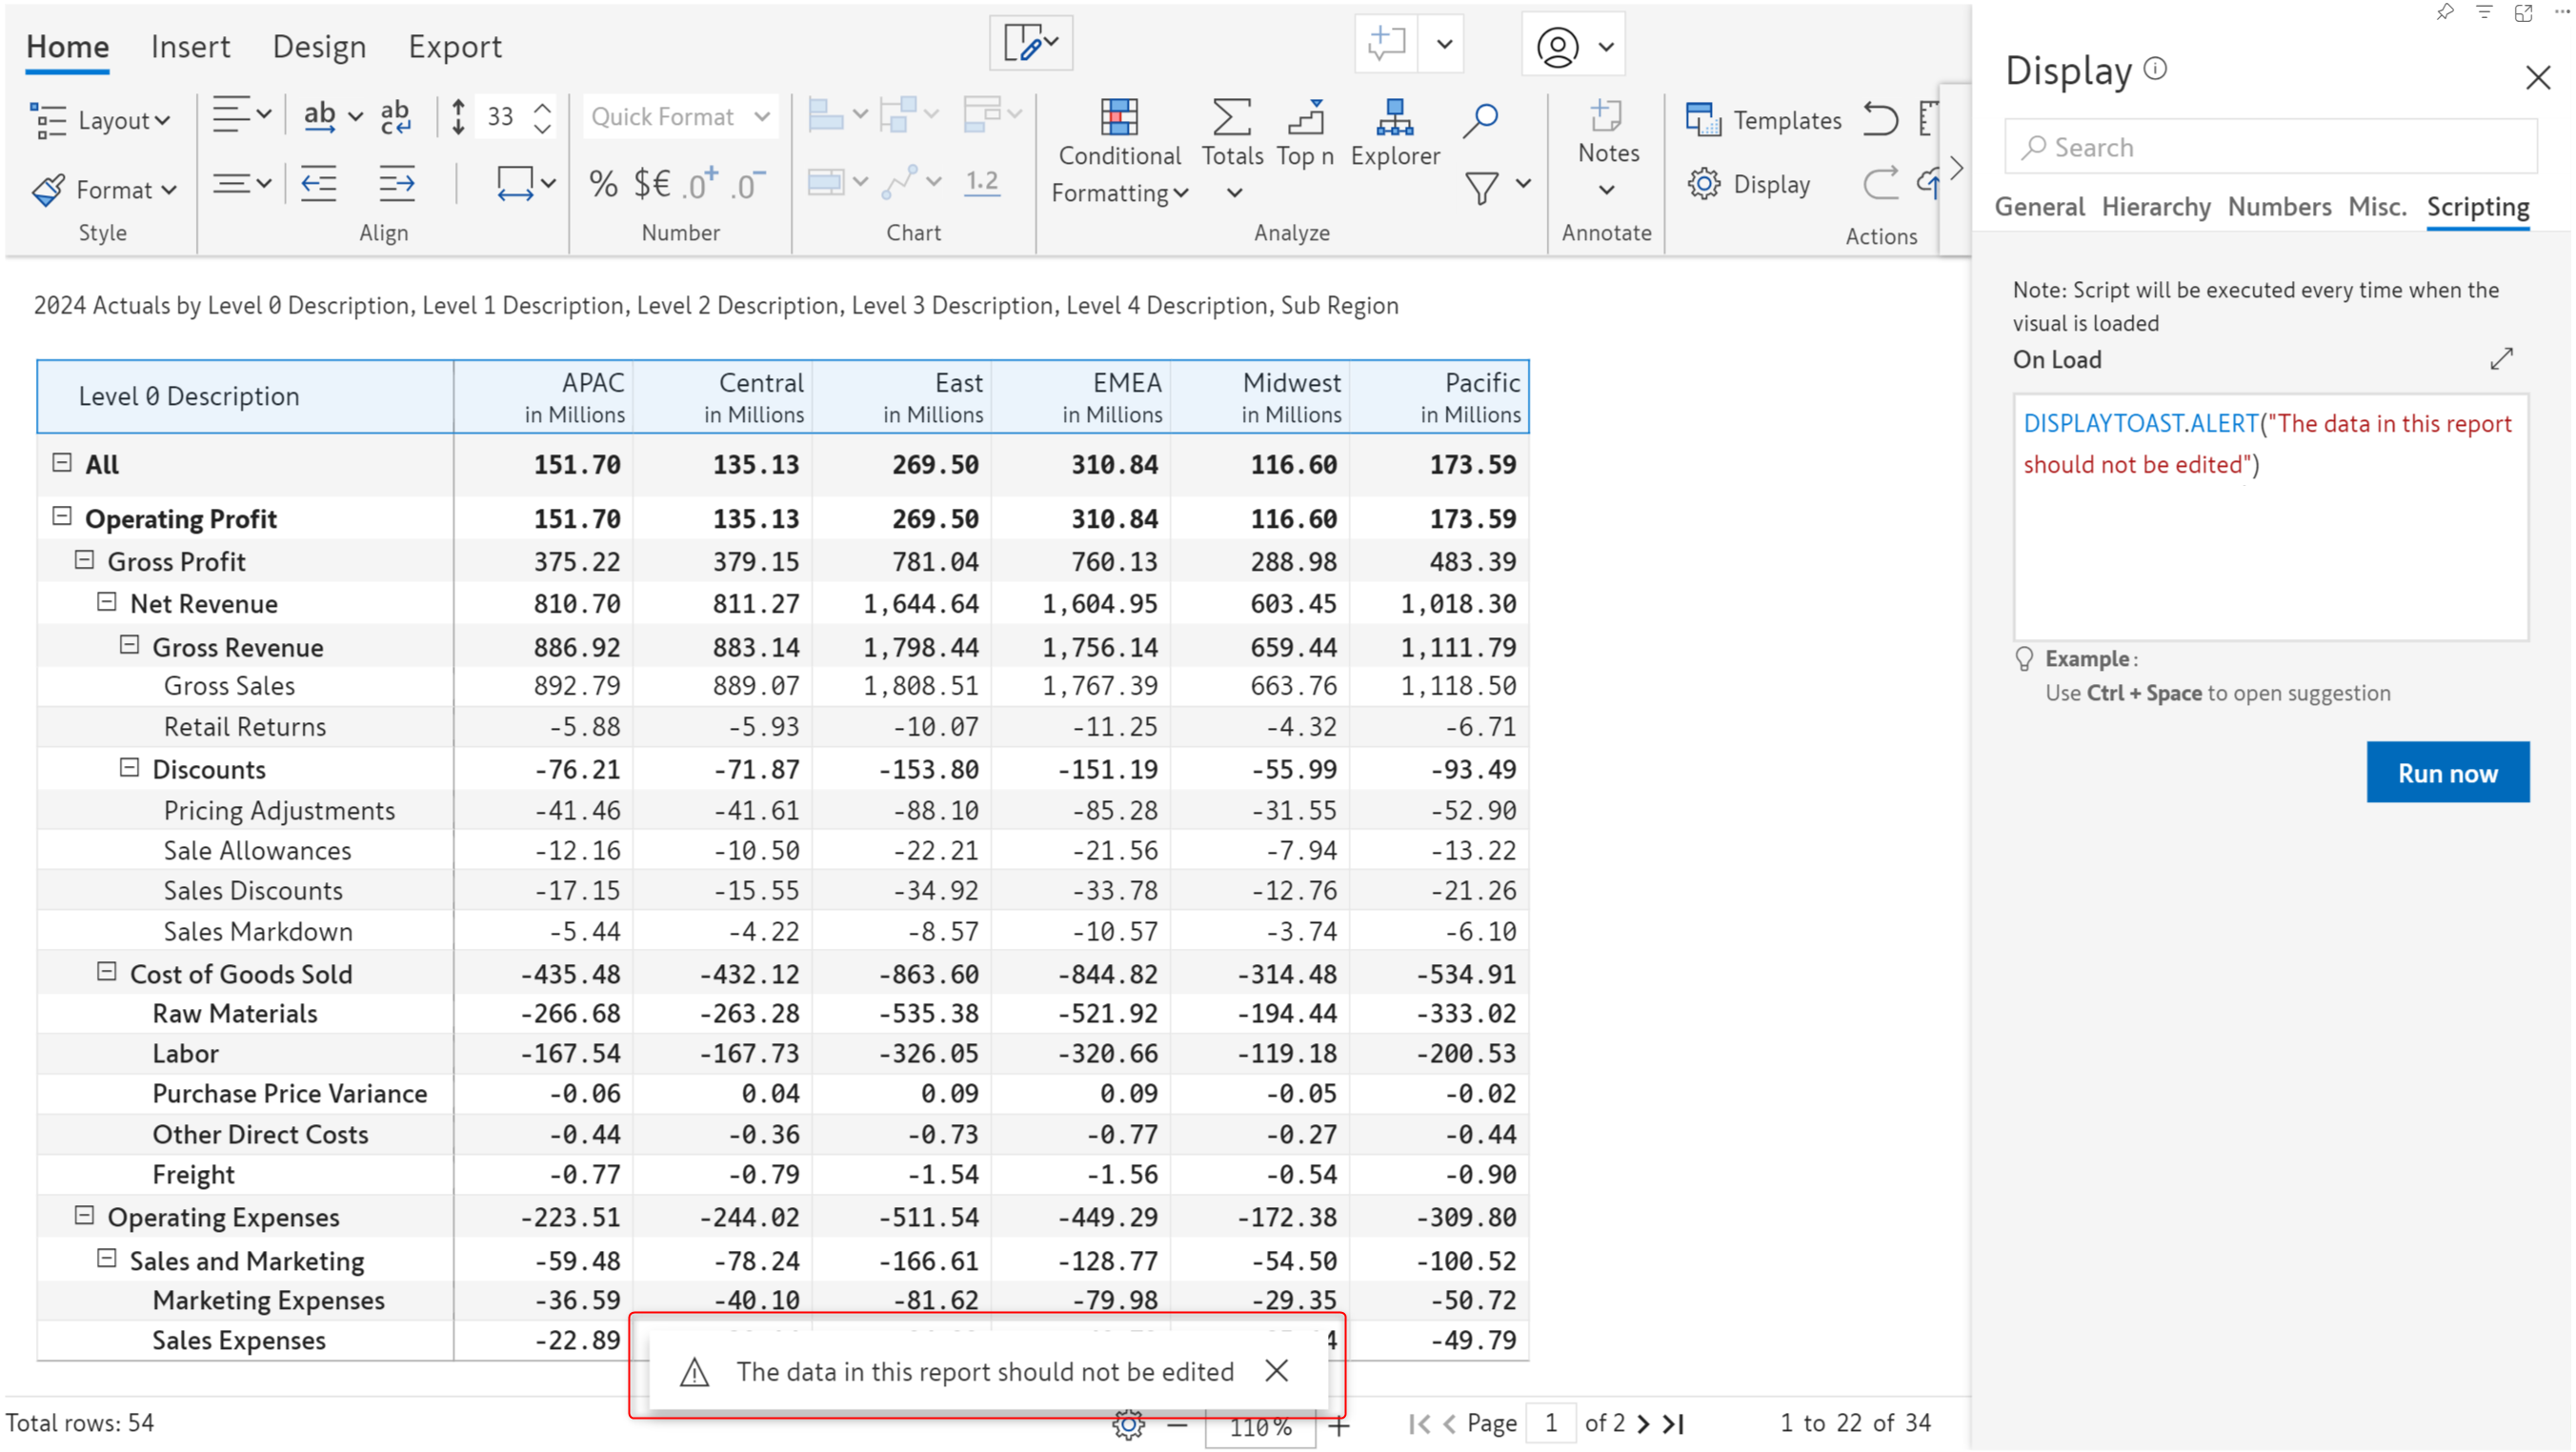 Home Insert Design Export
Layout
ab
ab
c
33
Quick Format
Format
% $€ .0+ .0-
1.2
Conditional
Formatting
Totals
Top n
Explorer
Notes
Templates
Display
Style
Align
Number
Chart
Analyze
Annotate
Actions
2024 Actuals by Level 0 Description, Level 1 Description, Level 2 Description, Level 3 Description, Level 4 Description, Sub Region
Level 0 Description APAC Central East EMEA Midwest Pacific
in Millions in Millions in Millions in Millions in Millions in Millions
All 151.70 135.13 269.50 310.84 116.60 173.59
Operating Profit 151.70 135.13 269.50 310.84 116.60 173.59
Gross Profit 375.22 379.15 781.04 760.13 288.98 483.39
Net Revenue 810.70 811.27 1,644.64 1,604.95 603.45 1,018.30
Gross Revenue 886.92 883.14 1,798.44 1,756.14 659.44 1,111.79
Gross Sales 892.79 889.07 1,808.51 1,767.39 663.76 1,118.50
Retail Returns -5.88 -5.93 -10.07 -11.25 -4.32 -6.71
Discounts -76.21 -71.87 -153.80 -151.19 -55.99 -93.49
Pricing Adjustments -41.46 -41.61 -88.10 -85.28 -31.55 -52.90
Sale Allowances -12.16 -10.50 -22.21 -21.56 -7.94 -13.22
Sales Discounts -17.15 -15.55 -34.92 -33.78 -12.76 -21.26
Sales Markdown -5.44 -4.22 -8.57 -10.57 -3.74 -6.10
Cost of Goods Sold -435.48 -432.12 -863.60 -844.82 -314.48 -534.91
Raw Materials -266.68 -263.28 -535.38 -521.92 -194.44 -333.02
Labor -167.54 -167.73 -326.05 -320.66 -119.18 -200.53
Purchase Price Variance -0.06 0.04 0.09 0.09 -0.05 -0.02
Other Direct Costs -0.44 -0.36 -0.73 -0.77 -0.27 -0.44
Freight -0.77 -0.79 -1.54 -1.56 -0.54 -0.90
Operating Expenses -223.51 -244.02 -511.54 -449.29 -172.38 -309.80
Sales and Marketing -59.48 -78.24 -166.61 -128.77 -54.50 -100.52
Marketing Expenses -36.59 -40.10 -81.62 -79.98 -29.35 -50.72
Sales Expenses -22.89 4 -49.79
The data in this report should not be edited
Total rows: 54
110%
Page 1 of 2
1 to 22 of 34
Display
Search
General Hierarchy Numbers Misc. Scripting
Note: Script will be executed every time when the
visual is loaded
On Load
DISPLAYTOAST.ALERT("The data in this report
should not be edited")
Example:
Use Ctrl + Space to open suggestion
Run now